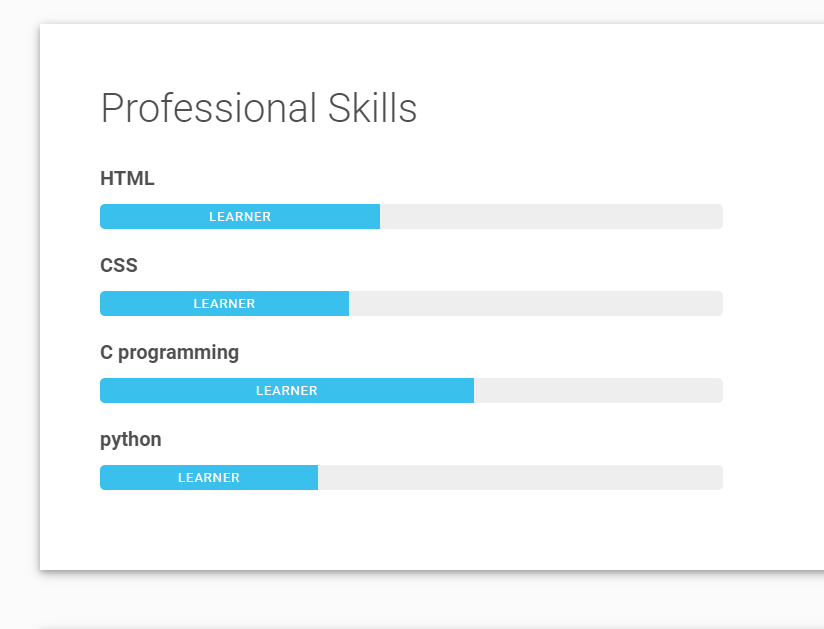 Professional Skills
HTML
LEARNER
CSS
LEARNER
C programming
LEARNER
python
LEARNER